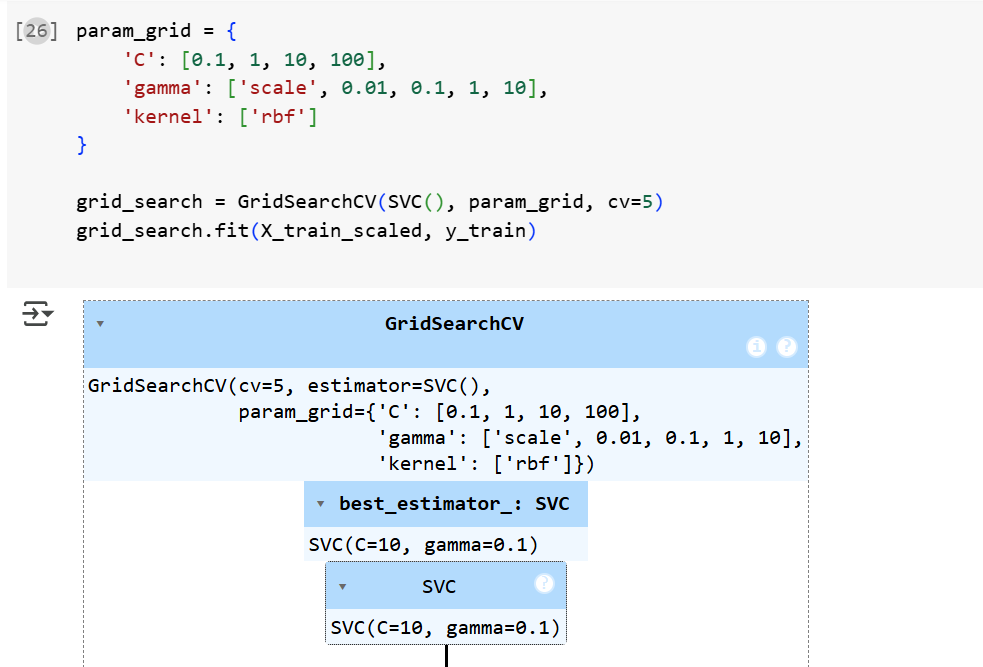 [26] param_grid = {
'C': [0.1, 1, 10, 100],
'gamma': ['scale', 0.01, 0.1, 1, 10],
'kernel': ['rbf']
}
grid_search = GridSearchCV(SVC(), param_grid, cv=5)
grid_search.fit(X_train_scaled, y_train)
GridSearchCV
i ?
GridSearchCV(cv=5, estimator=SVC(),
param_grid={'C': [0.1, 1, 10, 100],
'gamma': ['scale', 0.01, 0.1, 1, 10],
'kernel': ['rbf']})
best_estimator_: SVC
SVC(C=10, gamma=0.1)
SVC ?
SVC(C=10, gamma=0.1)